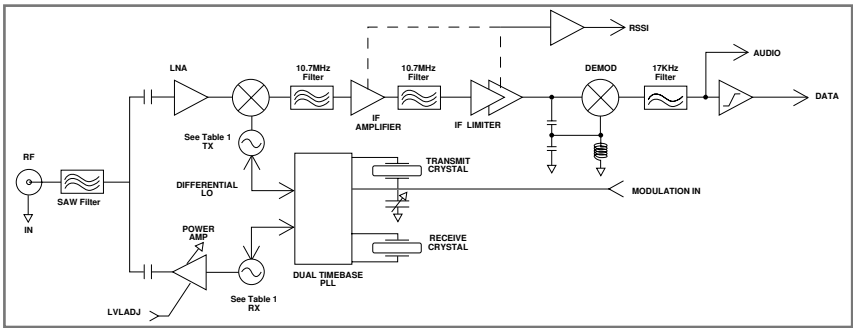 RSSI
AUDIO
LNA
10.7MHz
Filter
10.7MHz
Filter
DEMOD
17KHz
Filter
DATA
IF
AMPLIFIER
IF LIMITER
See Table 1
TX
RF
IN
SAW Filter
DIFFERENTIAL
LO
TRANSMIT
CRYSTAL
MODULATION IN
POWER
AMP
RECEIVE
CRYSTAL
DUAL TIMEBASE
PLL
See Table 1
RX
LVLADJ